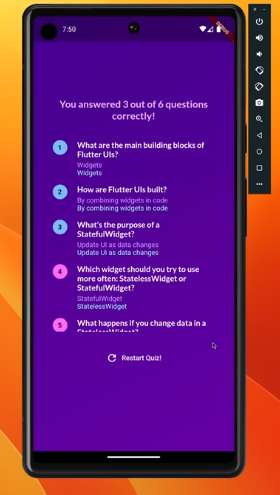 7:50
DEBUG
You answered 3 out of 6 questions
correctly!
1
What are the main building blocks of
Flutter UIs?
Widgets
Widgets
2
How are Flutter UIs built?
By combining widgets in code
By combining widgets in code
3
What's the purpose of a
StatefulWidget?
Update UI as data changes
Update UI as data changes
4
Which widget should you try to use
more often: StatelessWidget or
StatefulWidget?
StatefulWidget
StatelessWidget
5
What happens if you change data in a
StatelessWidget?
Restart Quiz!